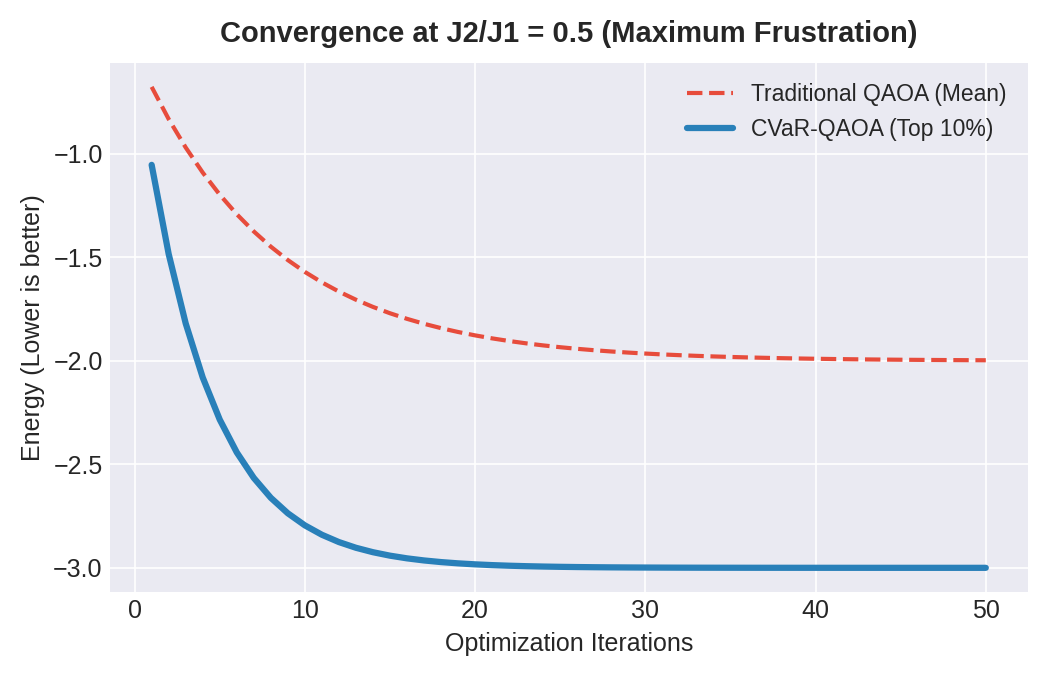 Convergence at J2/J1 = 0.5 (Maximum Frustration)
Traditional QAOA (Mean)
CVaR-QAOA (Top 10%)
Energy (Lower is better)
−1.0
−1.5
−2.0
−2.5
−3.0
0 10 20 30 40 50
Optimization Iterations